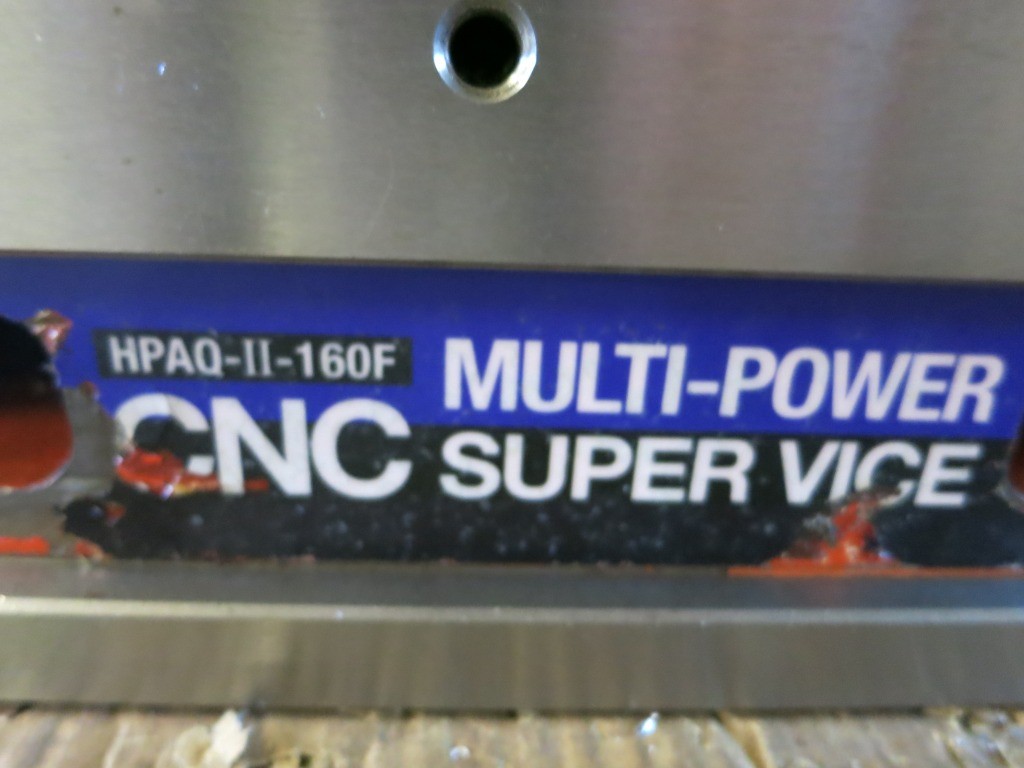 HPAQ-II-160F
CNC
MULTI-POWER
SUPER VICE